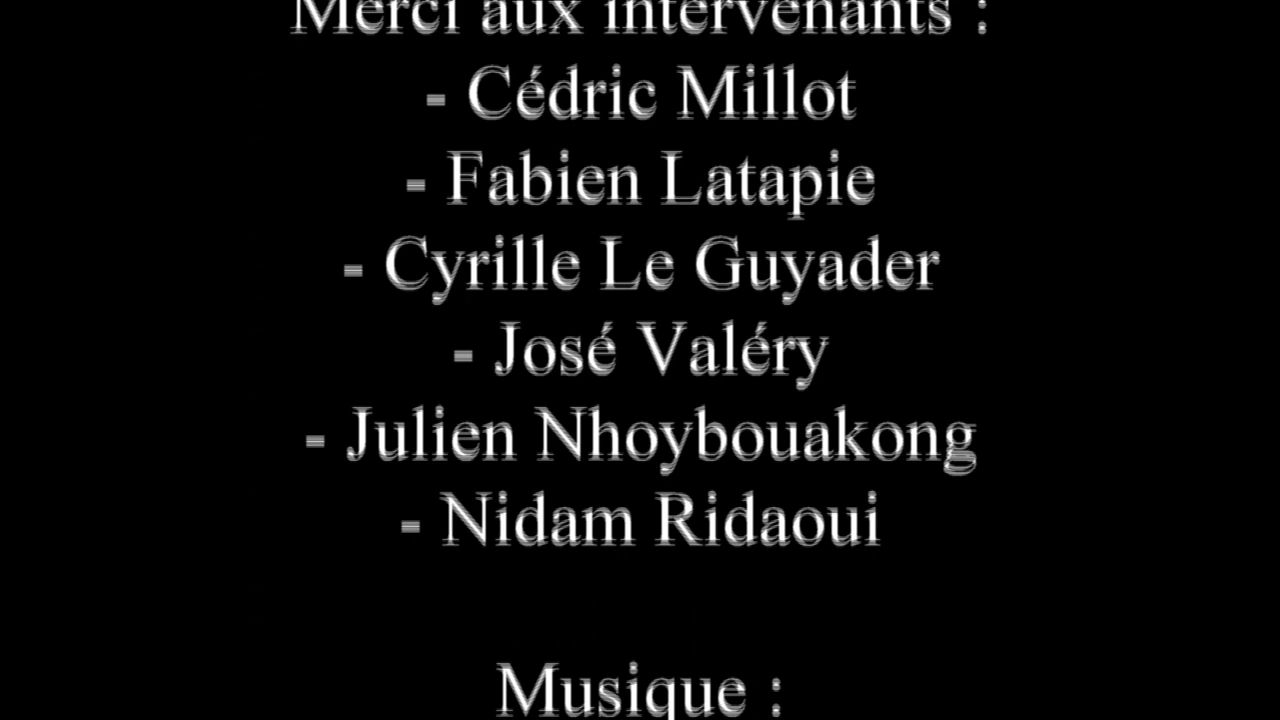 Merci aux intervenants :
- Cédric Millot
- Fabien Latapie
- Cyrille Le Guyader
- José Valéry
- Julien Nhoybouakong
- Nidam Ridaoui
Musique :